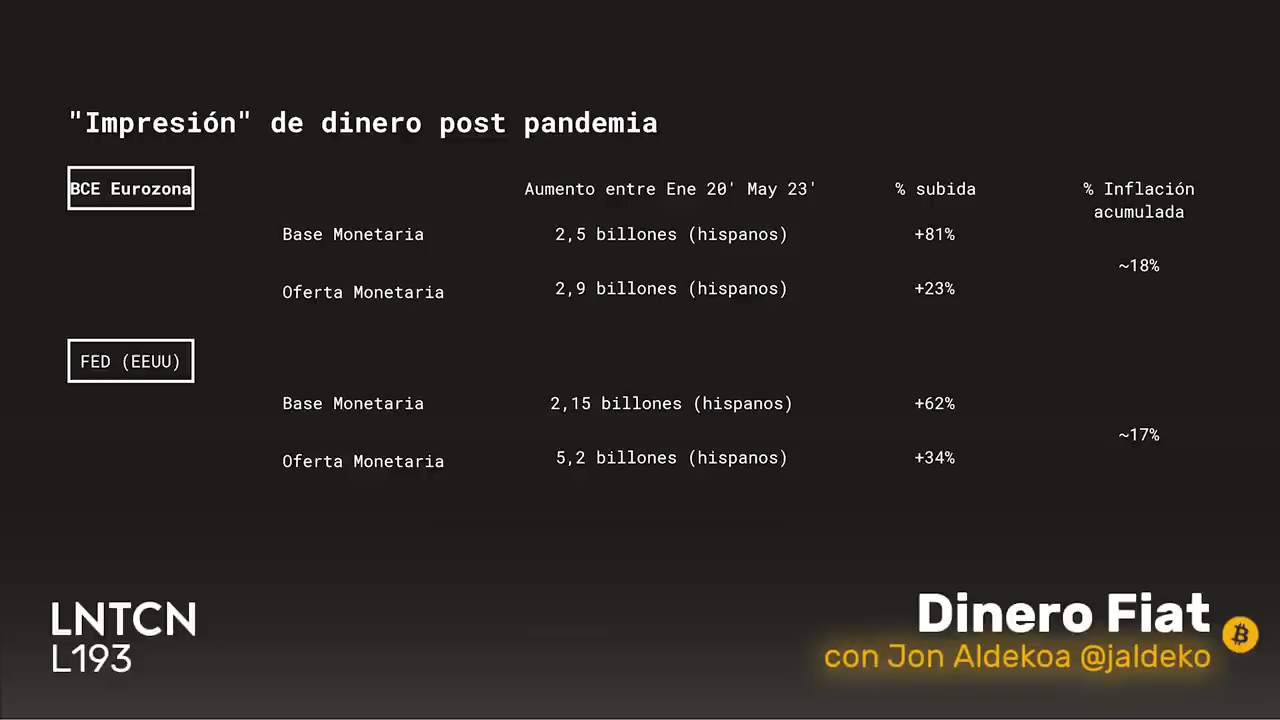 "Impresión" de dinero post pandemia
BCE Eurozona
Aumento entre Ene 20' May 23'
% subida
% Inflación
acumulada
Base Monetaria
2,5 billones (hispanos)
+81%
~18%
Oferta Monetaria
2,9 billones (hispanos)
+23%
FED (EEUU)
Base Monetaria
2,15 billones (hispanos)
+62%
~17%
Oferta Monetaria
5,2 billones (hispanos)
+34%
LNTCN
L193
Dinero Fiat
con Jon Aldekoa @jaldeko